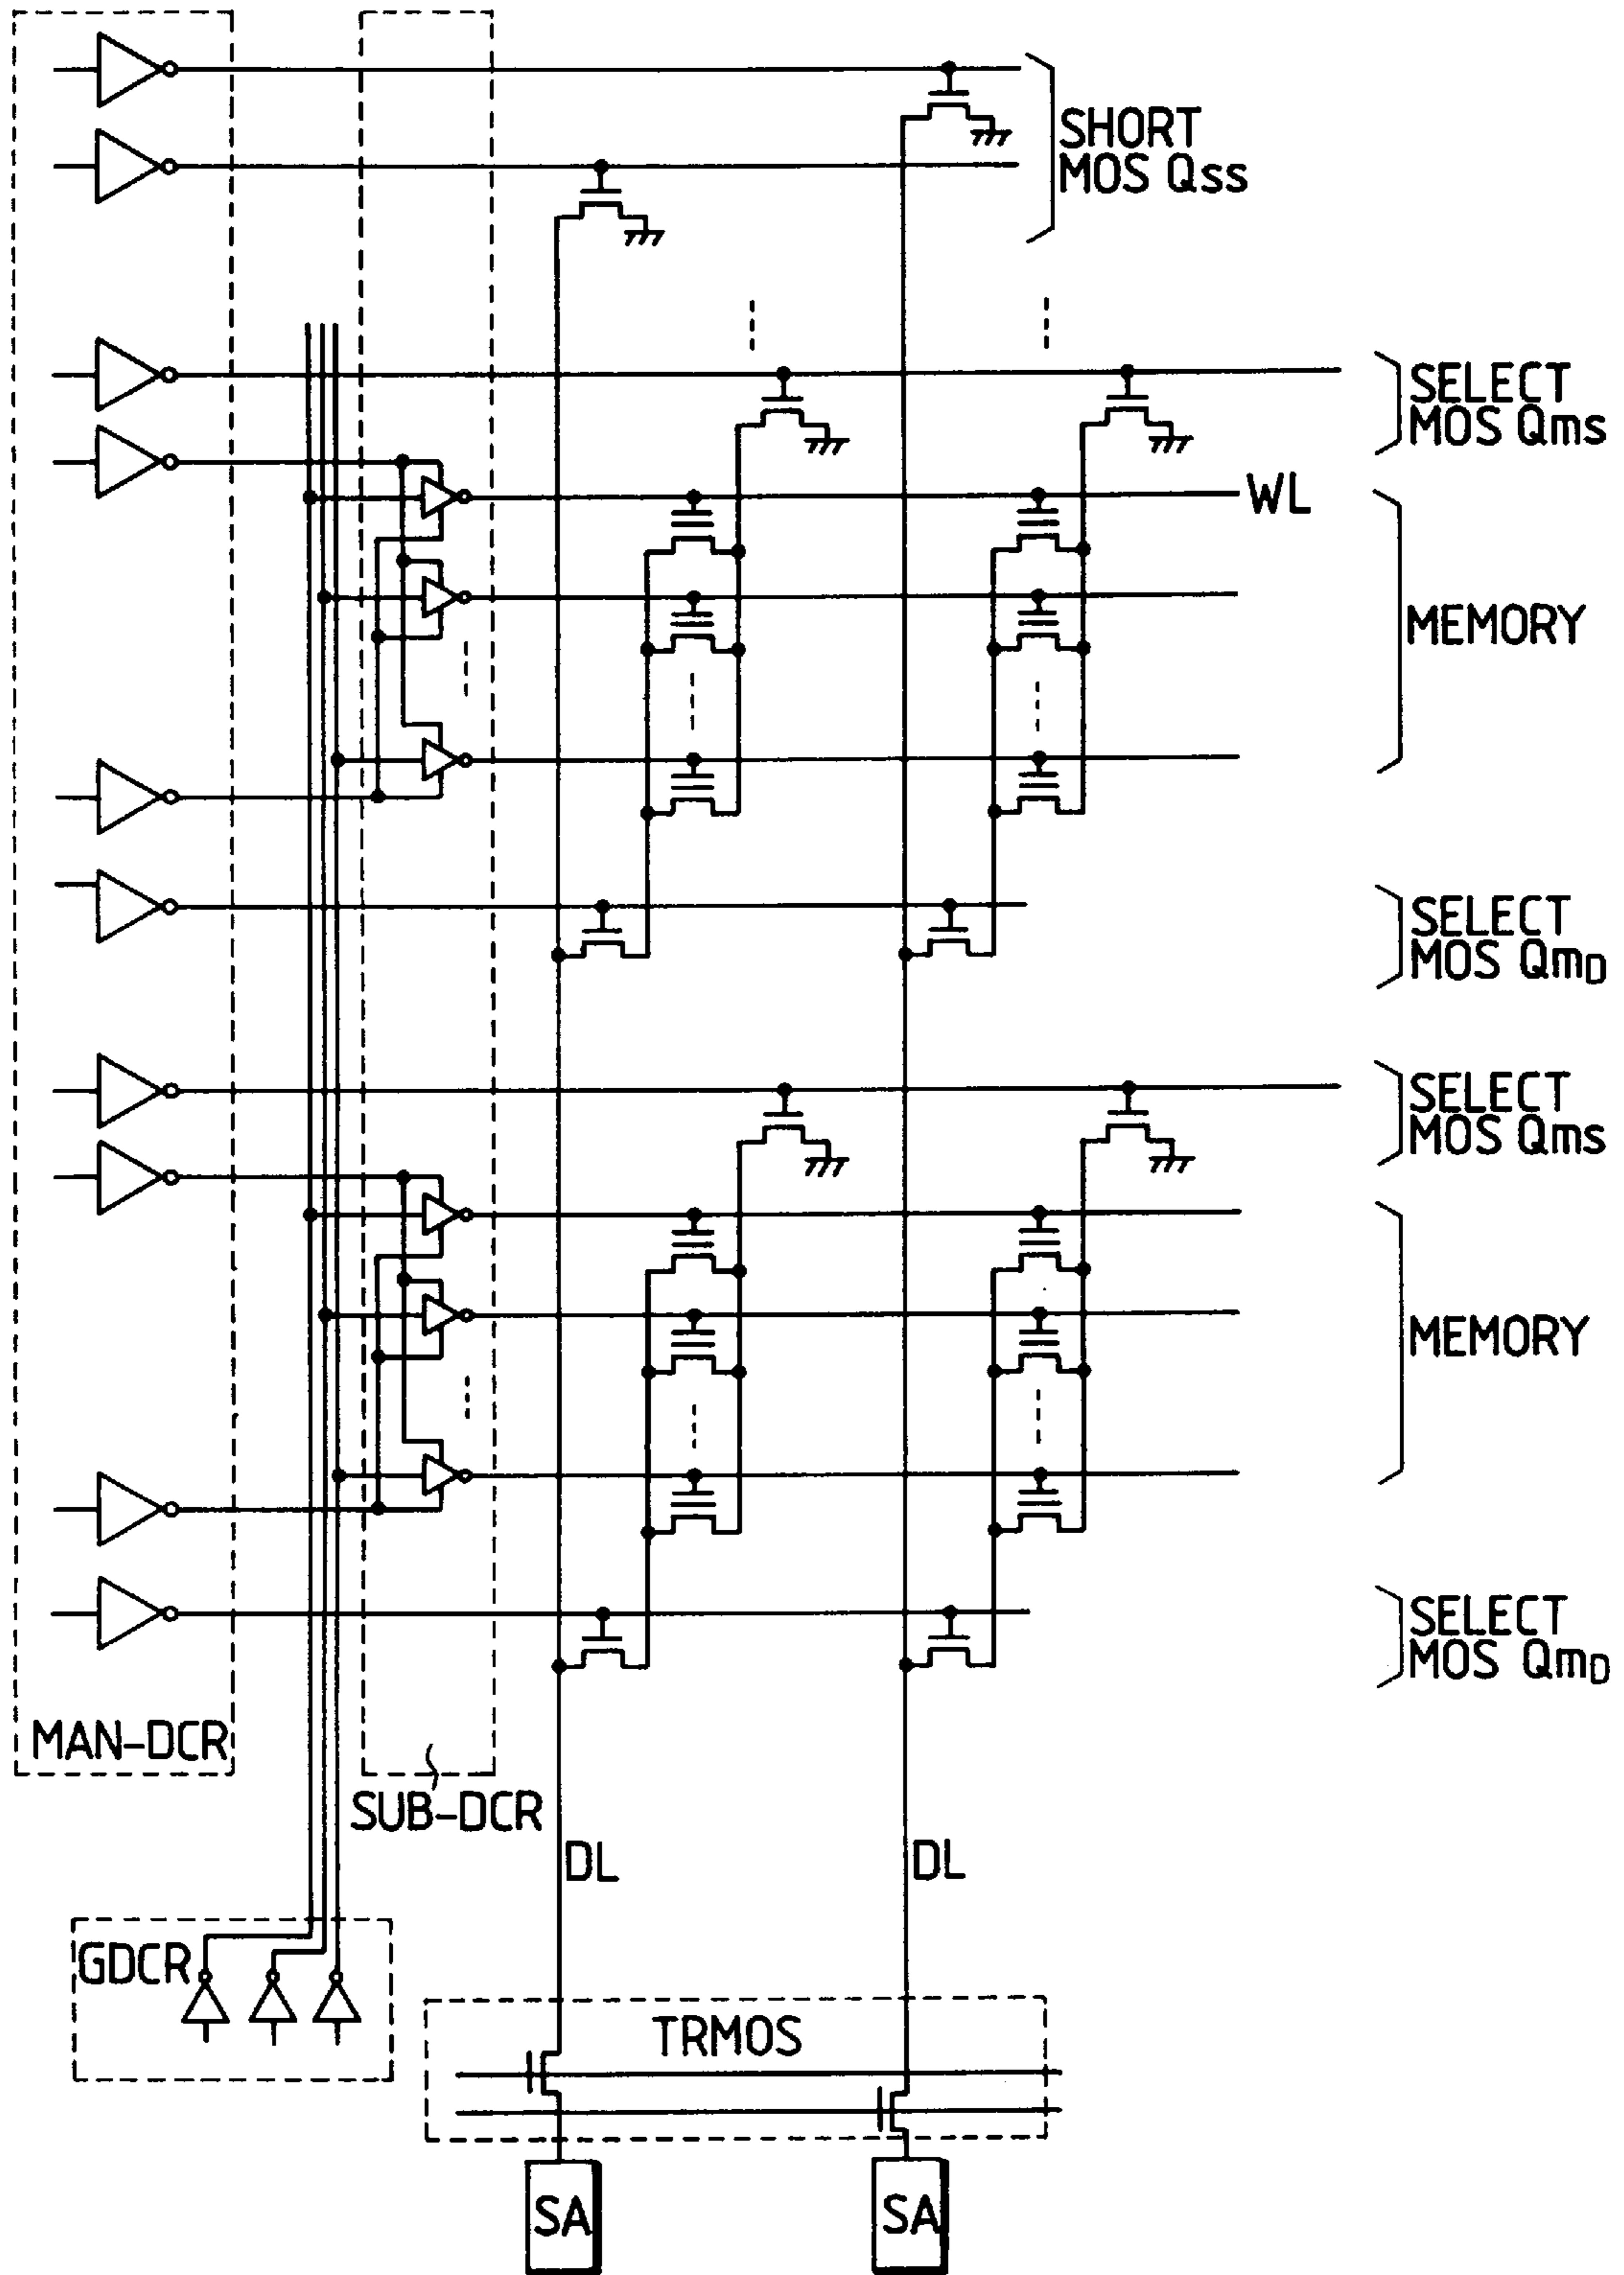 SHORT
MOS Qss
SELECT
MOS Qms
WL
MEMORY
SELECT
MOS QmD
SELECT
MOS Qms
MEMORY
SELECT
MOS QmD
MAN-DCR
SUB-DCR
DL
DL
GDCR
TRMOS
SA
SA